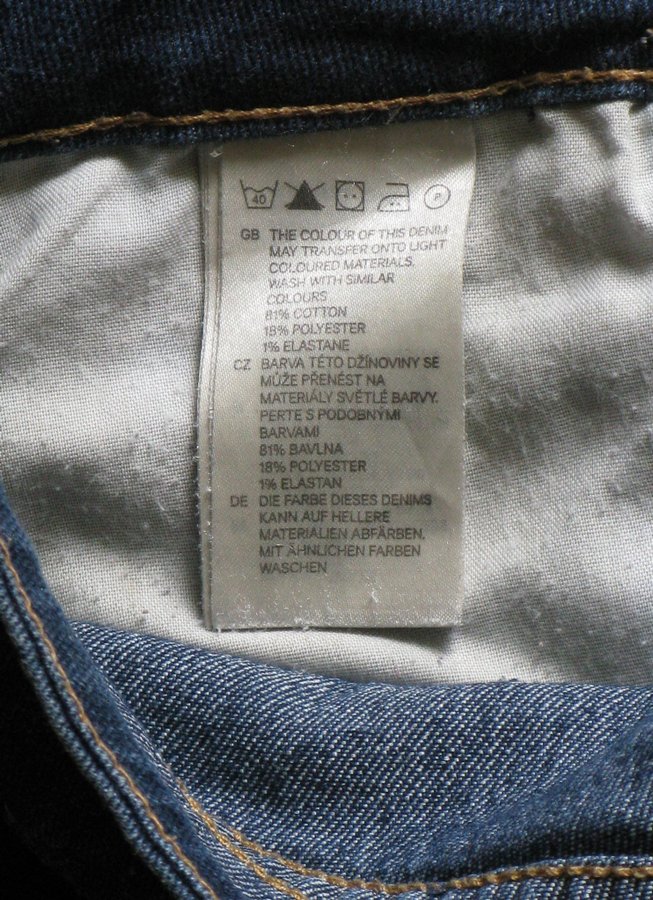 40 P
GB THE COLOUR OF THIS DENIM
MAY TRANSFER ONTO LIGHT
COLOURED MATERIALS.
WASH WITH SIMILAR
COLOURS
81% COTTON
18% POLYESTER
1% ELASTANE
CZ BARVA TÉTO DŽÍNOVINY SE
MŮŽE PŘENÉST NA
MATERIÁLY SVĚTLÉ BARVY.
PERTE S PODOBNÝMI
BARVAMI
81% BAVLNA
18% POLYESTER
1% ELASTAN
DE DIE FARBE DIESES DENIMS
KANN AUF HELLERE
MATERIALIEN ABFÄRBEN.
MIT ÄHNLICHEN FARBEN
WASCHEN